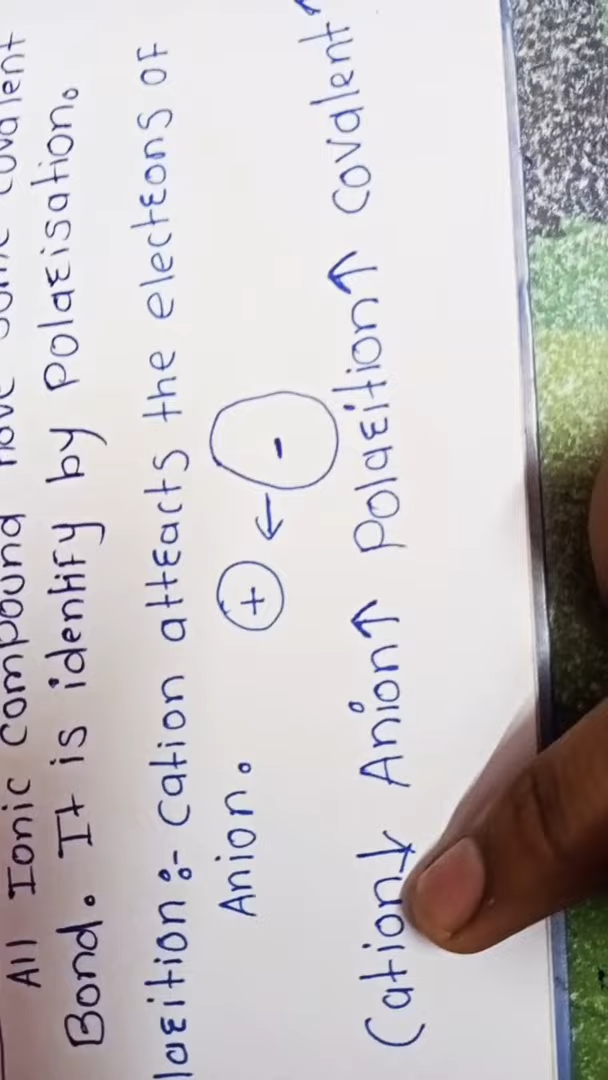 All Ionic compound have some covalent
Bond. It is identify by Polarisation.
larition :- Cation attracts the electrons of
Anion.
+ ← -
Cation↓ Anion↑ Polarition↑ covalent↑